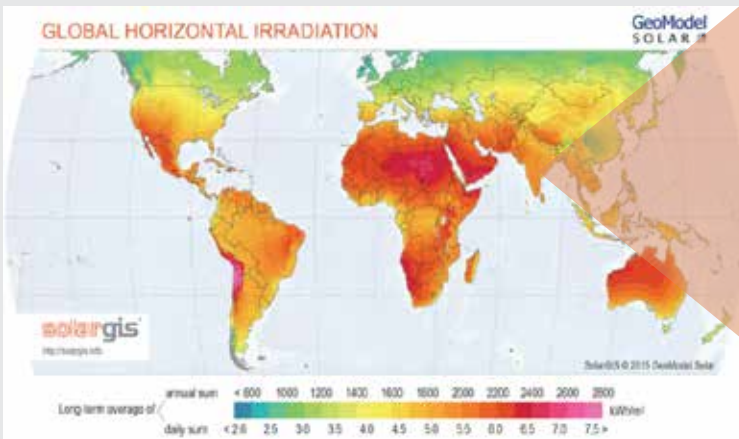 GLOBAL HORIZONTAL IRRADIATION
GeoModel
SOLAR
solargis
http://solargis.info
SolarGIS © 2015 GeoModel Solar
annual sum < 600 1000 1200 1400 1600 1800 2000 2200 2400 2600 2800
Long-term average of kWh/m²
daily sum < 2.0 2.5 3.0 3.5 4.0 4.5 5.0 5.5 6.0 6.5 7.0 7.5 >